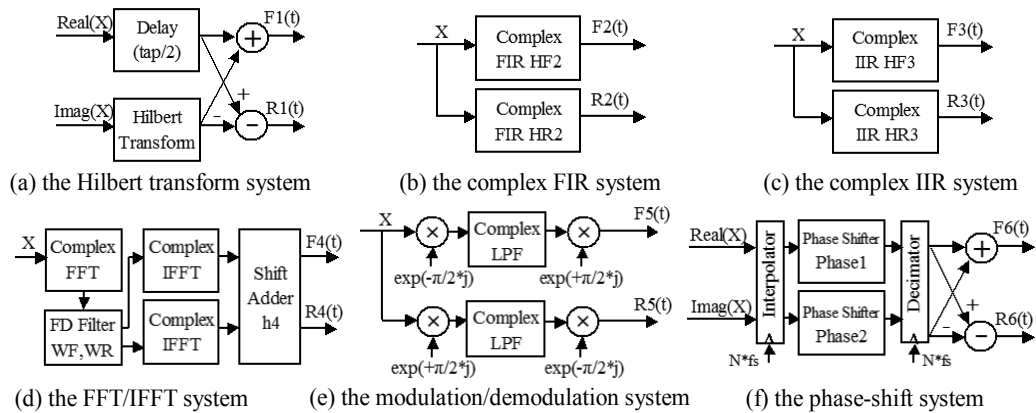 Real(X)
Delay
(tap/2)
F1(t)
+
+
Imag(X)
Hilbert
Transform
-
−
R1(t)
(a) the Hilbert transform system
X
Complex
FIR HF2
F2(t)
Complex
FIR HR2
R2(t)
(b) the complex FIR system
X
Complex
IIR HF3
F3(t)
Complex
IIR HR3
R3(t)
(c) the complex IIR system
X
Complex
FFT
FD Filter
WF,WR
Complex
IFFT
Complex
IFFT
Shift
Adder
h4
F4(t)
R4(t)
(d) the FFT/IFFT system
X
×
exp(-π/2*j)
Complex
LPF
×
exp(+π/2*j)
F5(t)
×
exp(+π/2*j)
Complex
LPF
×
exp(-π/2*j)
R5(t)
(e) the modulation/demodulation system
Real(X)
Imag(X)
Interpolator
N*fs
Phase Shifter
Phase1
Phase Shifter
Phase2
Decimator
N*fs
+
F6(t)
+
-
−
R6(t)
(f) the phase-shift system